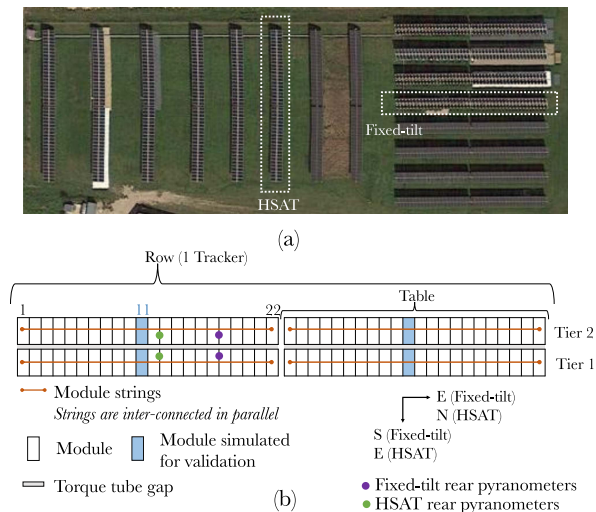 Fixed-tilt
HSAT
(a)
Row (1 Tracker)
Table
1
11
22
Tier 2
Tier 1
Module strings
Strings are inter-connected in parallel
Module
Module simulated
for validation
Torque tube gap
E (Fixed-tilt)
N (HSAT)
S (Fixed-tilt)
E (HSAT)
Fixed-tilt rear pyranometers
HSAT rear pyranometers
(b)